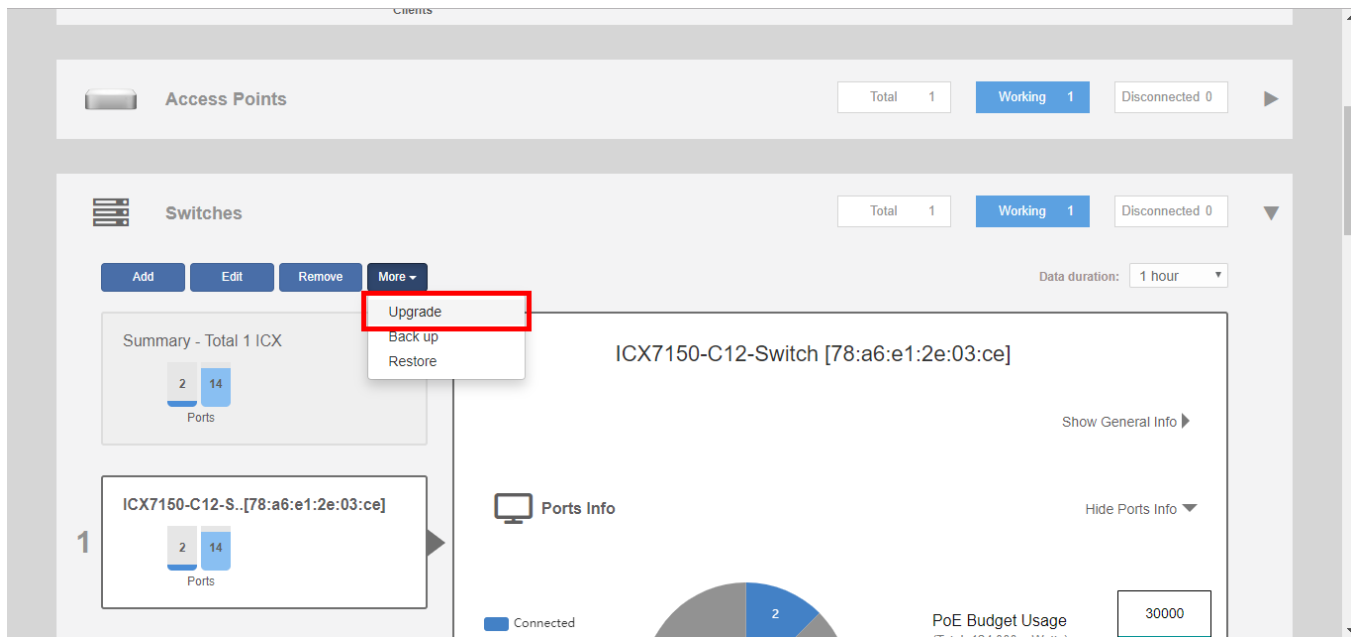 Clients
Access Points
Total 1
Working 1
Disconnected 0
Switches
Total 1
Working 1
Disconnected 0
Add
Edit
Remove
More
Data duration: 1 hour
Upgrade
Back up
Restore
Summary - Total 1 ICX
2 14
Ports
ICX7150-C12-Switch [78:a6:e1:2e:03:ce]
Show General Info
1
ICX7150-C12-S..[78:a6:e1:2e:03:ce]
2 14
Ports
Ports Info
Hide Ports Info
Connected
2
PoE Budget Usage
30000